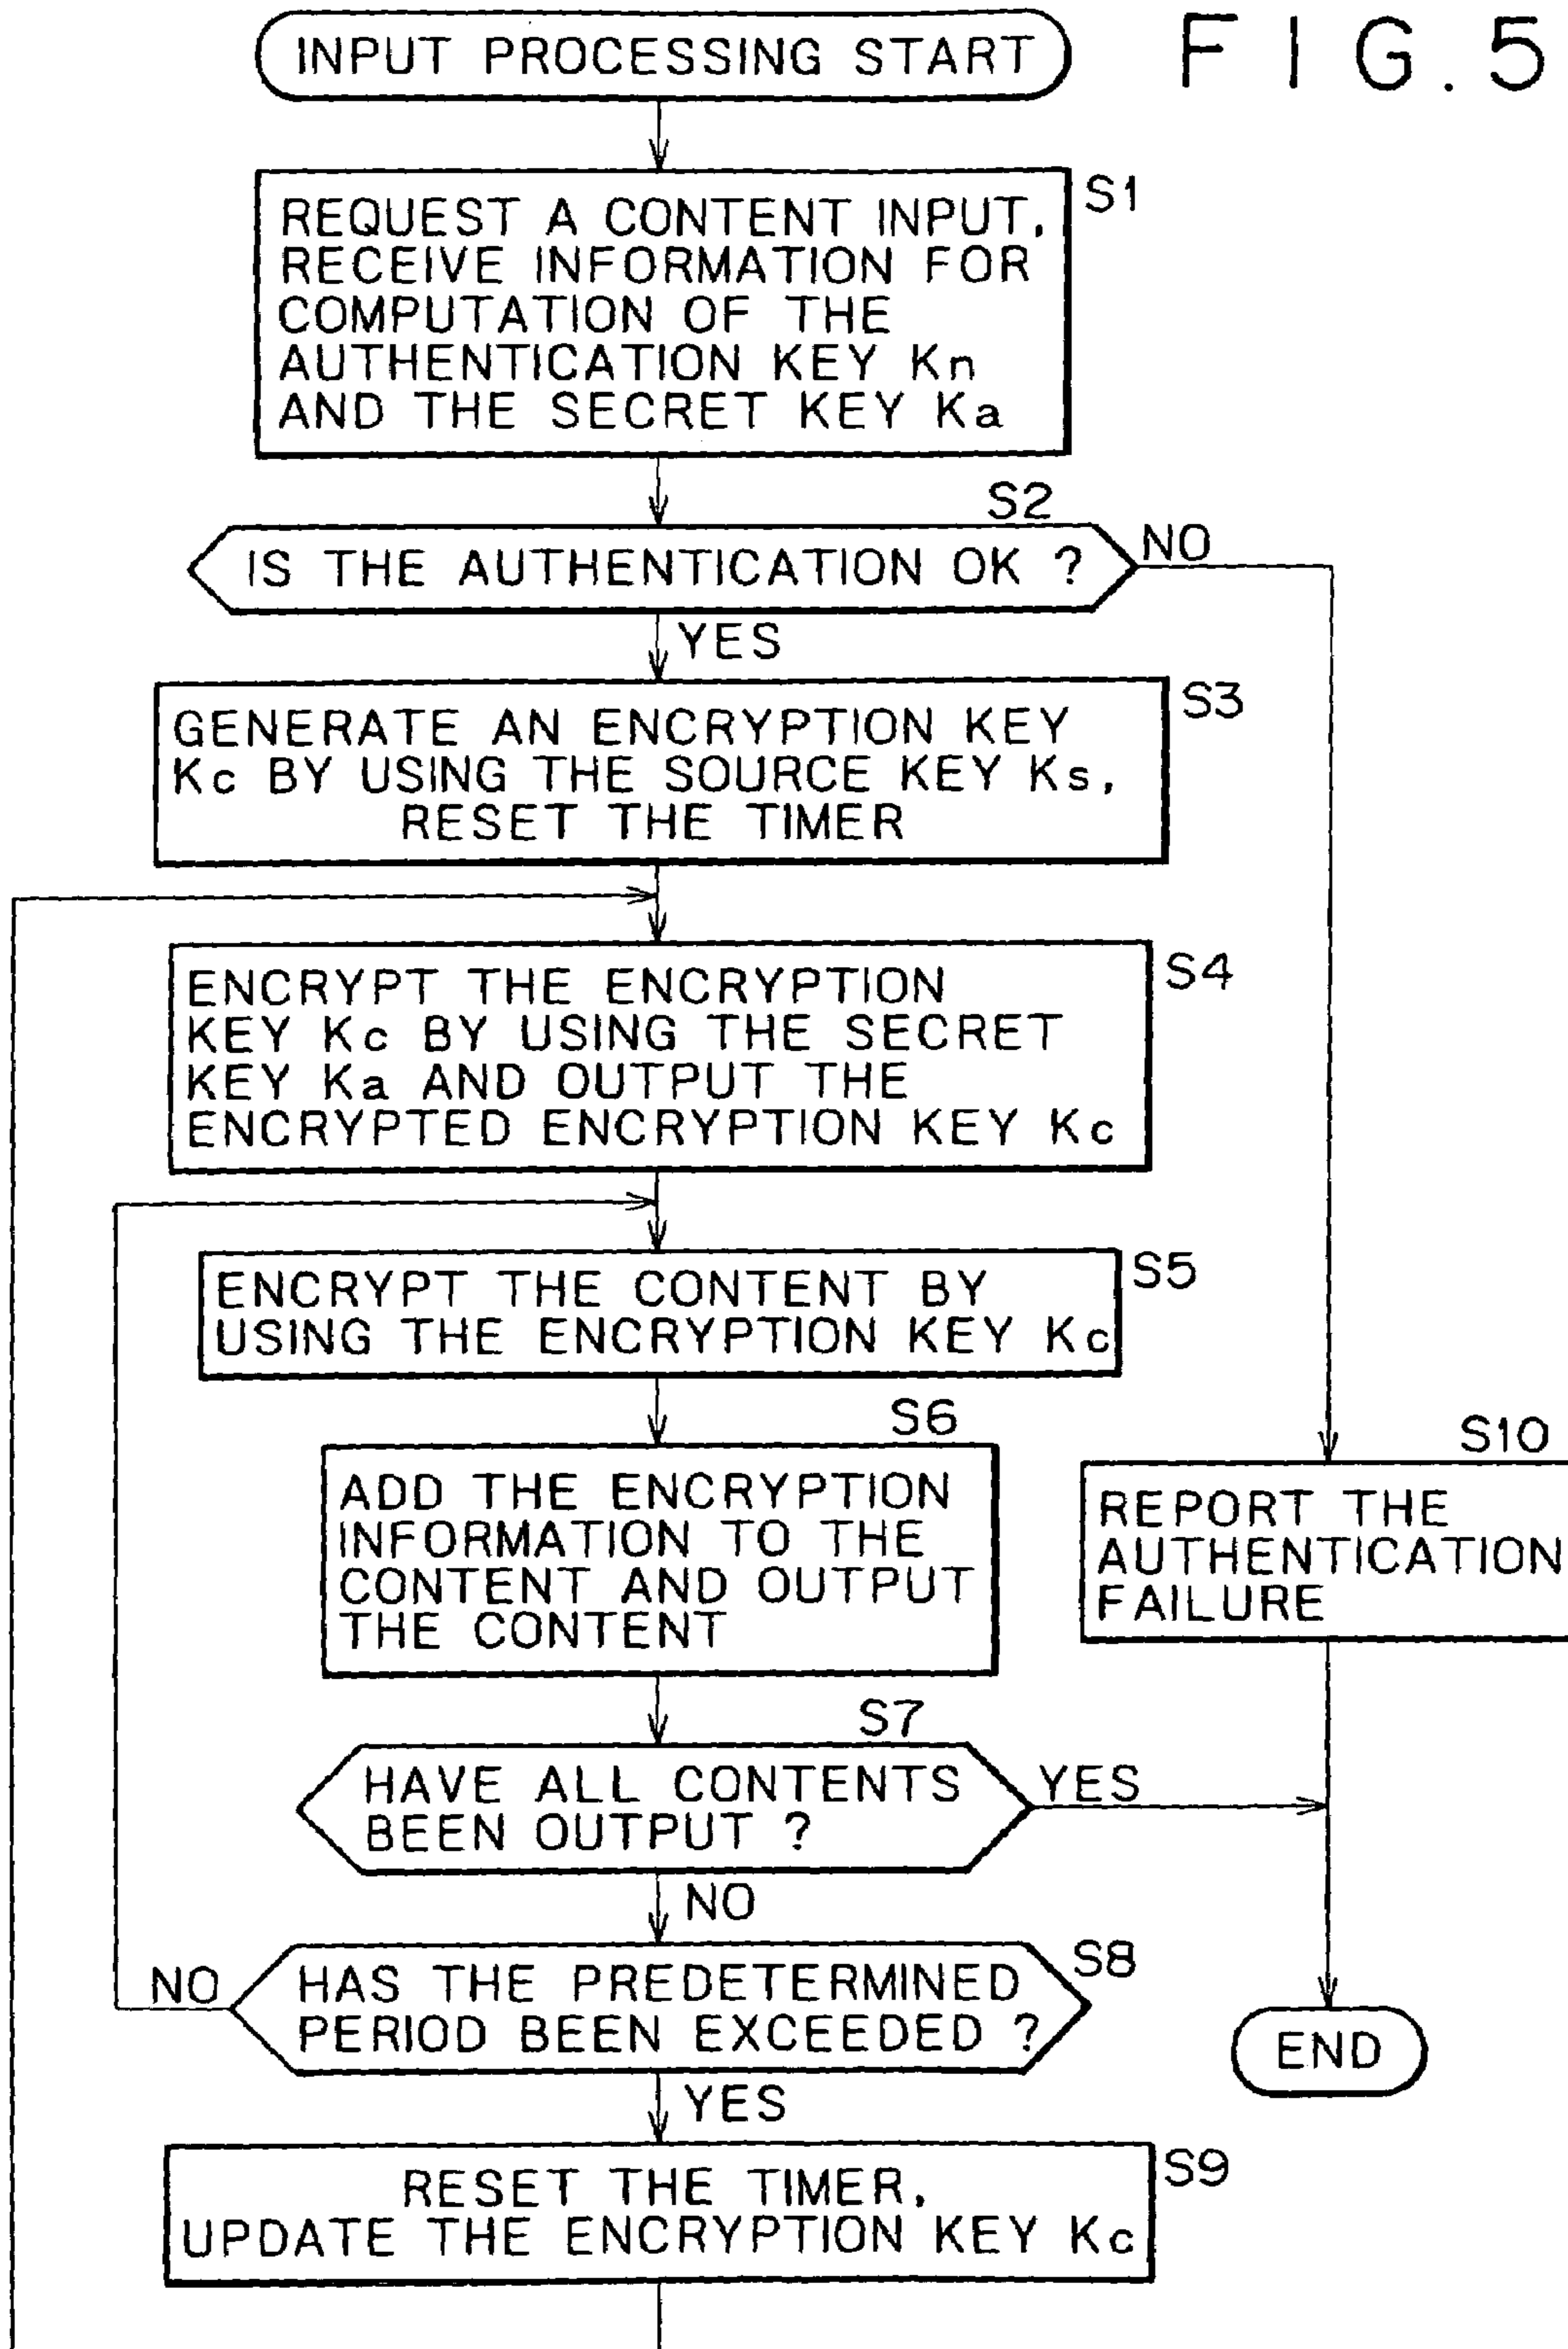 INPUT PROCESSING START
FIG.5
S1
REQUEST A CONTENT INPUT,
RECEIVE INFORMATION FOR
COMPUTATION OF THE
AUTHENTICATION KEY Kn
AND THE SECRET KEY Ka
S2
IS THE AUTHENTICATION OK ?
NO
YES
S3
GENERATE AN ENCRYPTION KEY
Kc BY USING THE SOURCE KEY Ks,
RESET THE TIMER
S4
ENCRYPT THE ENCRYPTION
KEY Kc BY USING THE SECRET
KEY Ka AND OUTPUT THE
ENCRYPTED ENCRYPTION KEY Kc
S5
ENCRYPT THE CONTENT BY
USING THE ENCRYPTION KEY Kc
S6
ADD THE ENCRYPTION
INFORMATION TO THE
CONTENT AND OUTPUT
THE CONTENT
S10
REPORT THE
AUTHENTICATION
FAILURE
S7
HAVE ALL CONTENTS
BEEN OUTPUT ?
YES
NO
S8
HAS THE PREDETERMINED
PERIOD BEEN EXCEEDED ?
NO
YES
END
S9
RESET THE TIMER,
UPDATE THE ENCRYPTION KEY Kc